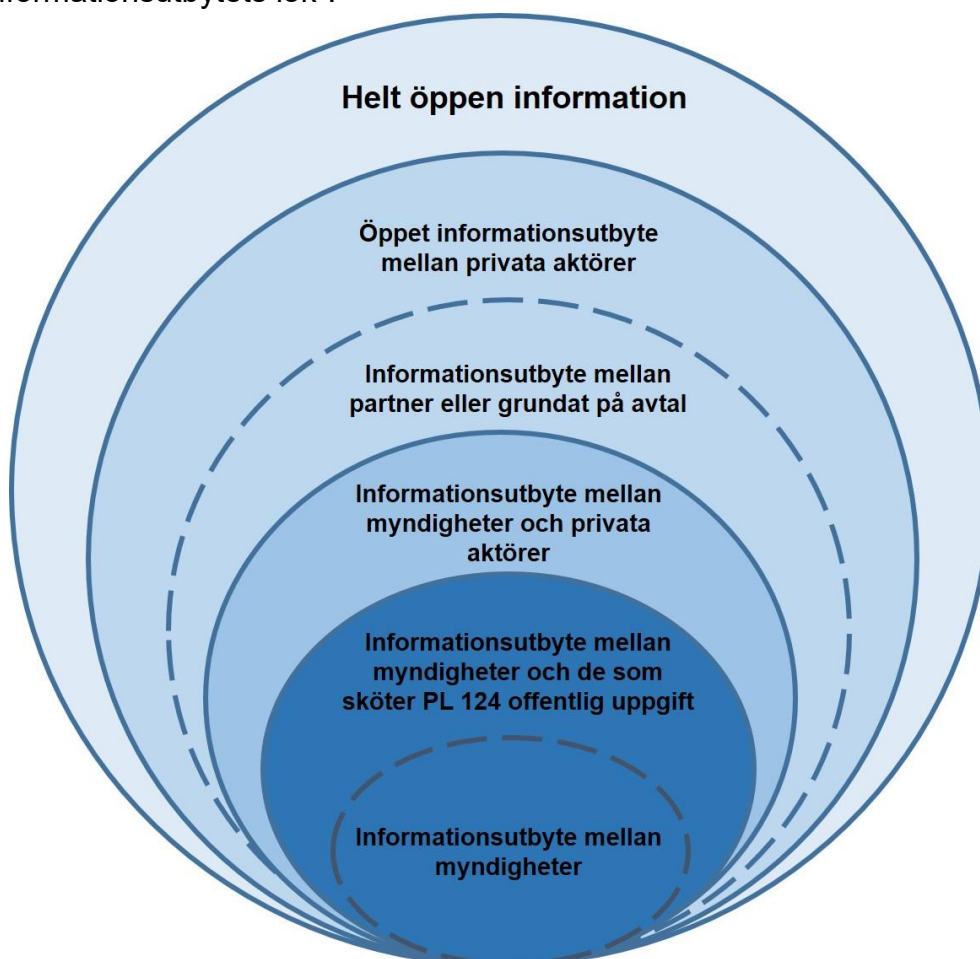 lök".
Helt öppen information
Öppet informationsutbyte
mellan privata aktörer
Informationsutbyte mellan
partner eller grundat på avtal
Informationsutbyte mellan
myndigheter och privata
aktörer
Informationsutbyte mellan
myndigheter och de som
sköter PL 124 offentlig uppgift
Informationsutbyte mellan
myndigheter